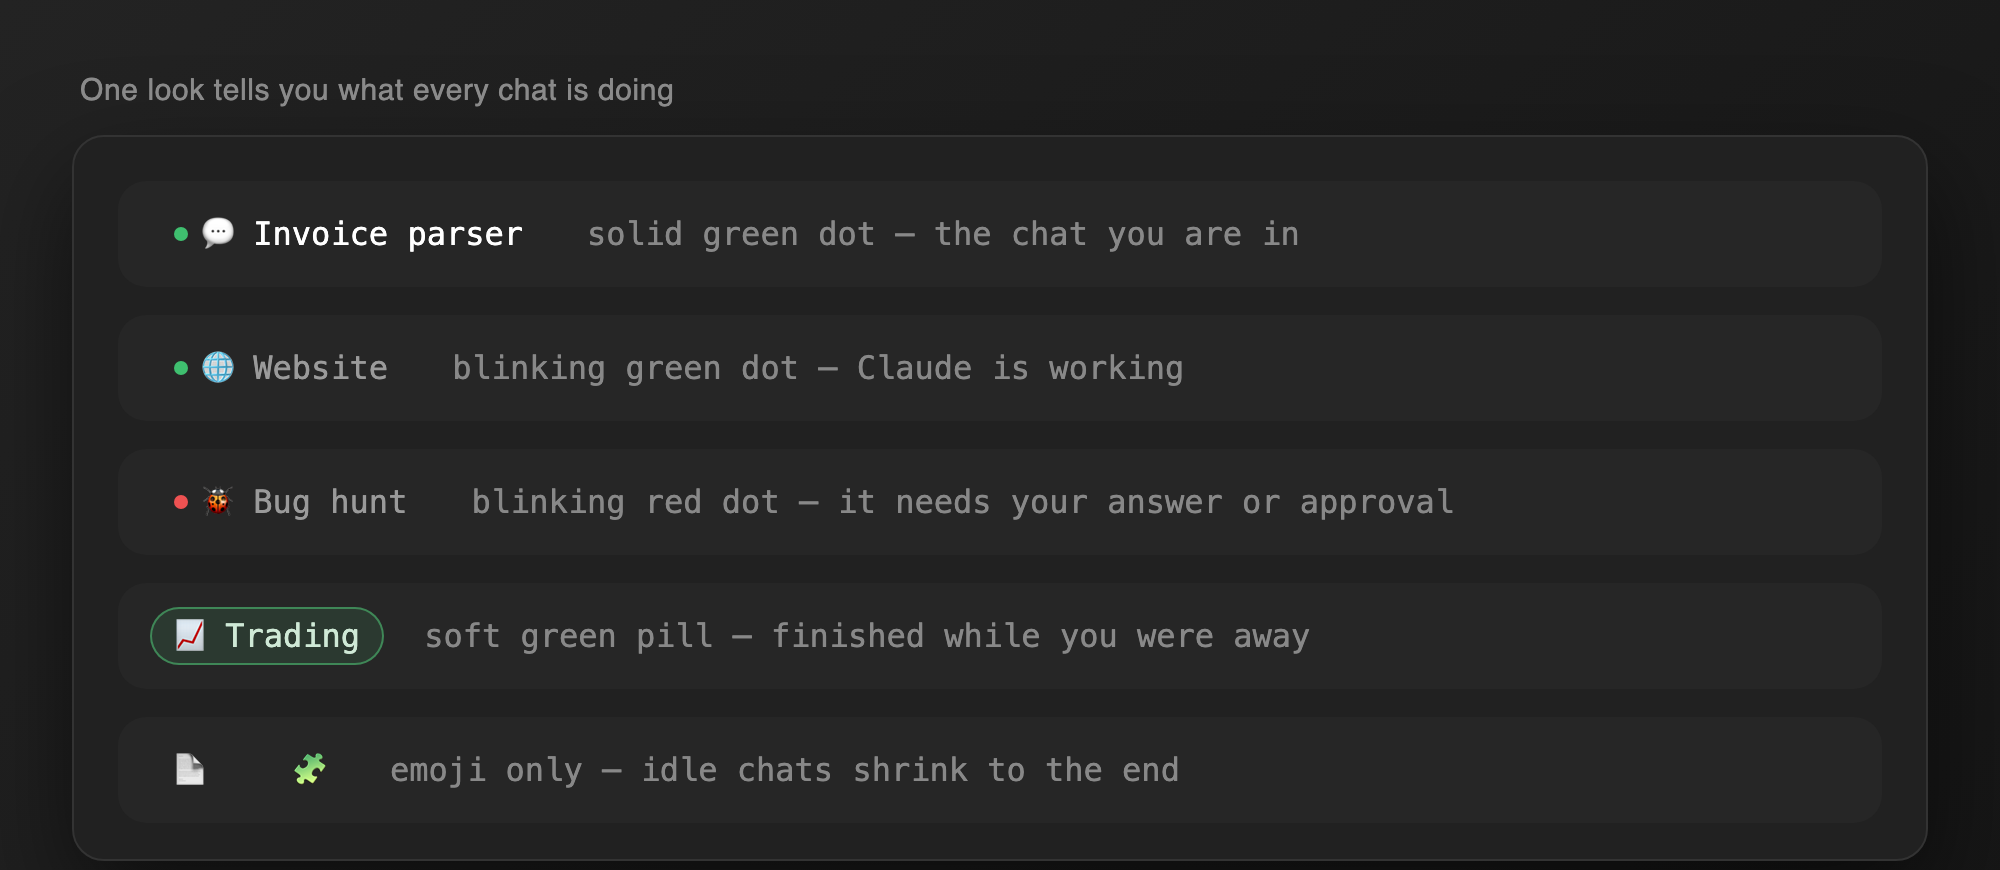 One look tells you what every chat is doing
Invoice parser solid green dot — the chat you are in
Website blinking green dot — Claude is working
Bug hunt blinking red dot — it needs your answer or approval
Trading soft green pill — finished while you were away
emoji only — idle chats shrink to the end